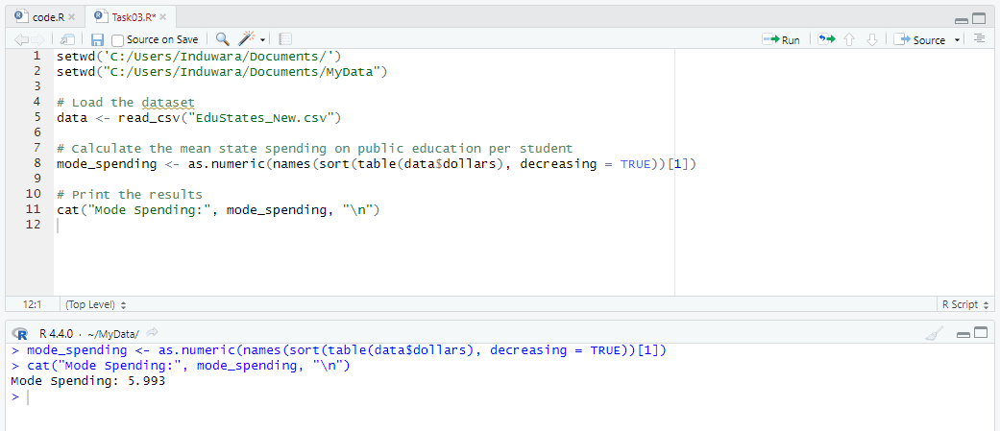 code.R
Task03.R*
Source on Save
Run
Source
1 setwd('C:/Users/Induwara/Documents/')
2 setwd("C:/Users/Induwara/Documents/MyData")
3
4 # Load the dataset
5 data <- read_csv("EduStates_New.csv")
6
7 # Calculate the mean state spending on public education per student
8 mode_spending <- as.numeric(names(sort(table(data$dollars), decreasing = TRUE))[1])
9
10 # Print the results
11 cat("Mode Spending:", mode_spending, "\n")
12
12:1 (Top Level) R Script
R 4.4.0 · ~/MyData/
> mode_spending <- as.numeric(names(sort(table(data$dollars), decreasing = TRUE))[1])
> cat("Mode Spending:", mode_spending, "\n")
Mode Spending: 5.993
>